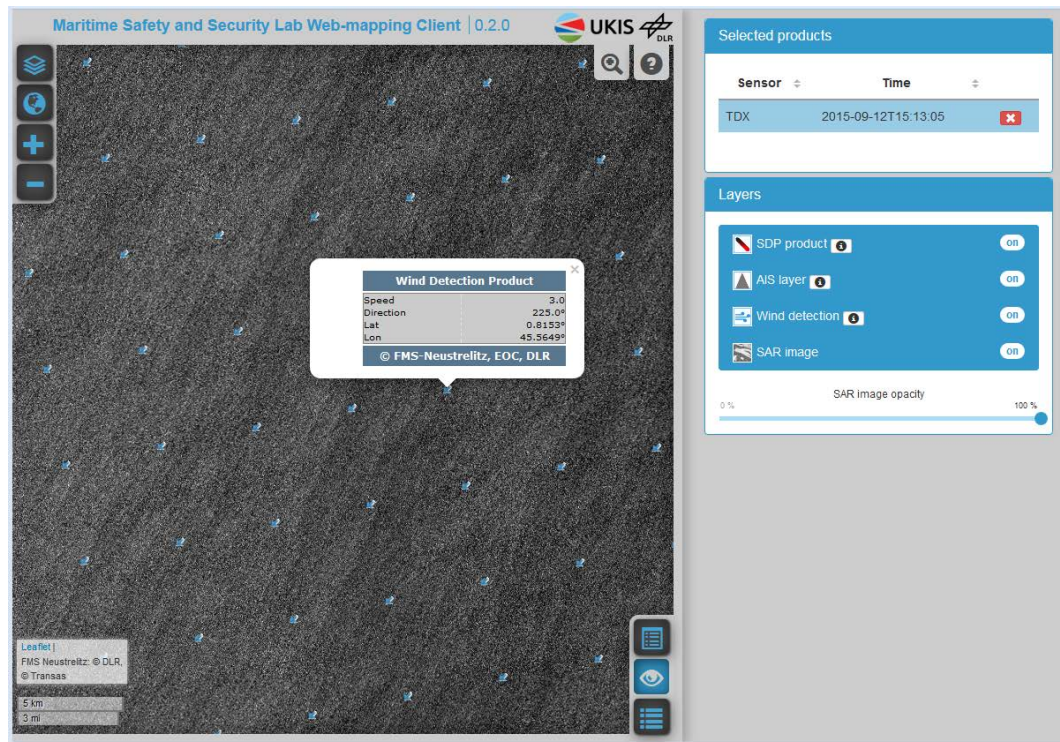 Maritime Safety and Security Lab Web-mapping Client | 0.2.0
UKIS
DLR
Wind Detection Product
Speed 3.0
Direction 225.0°
Lat 0.8153°
Lon 45.5649°
© FMS-Neustrelitz, EOC, DLR
Leaflet |
FMS Neustrelitz: © DLR,
© Transas
5 km
3 mi
Selected products
Sensor Time
TDX 2015-09-12T15:13:05
Layers
SDP product on
AIS layer on
Wind detection on
SAR image on
SAR image opacity
0 % 100 %